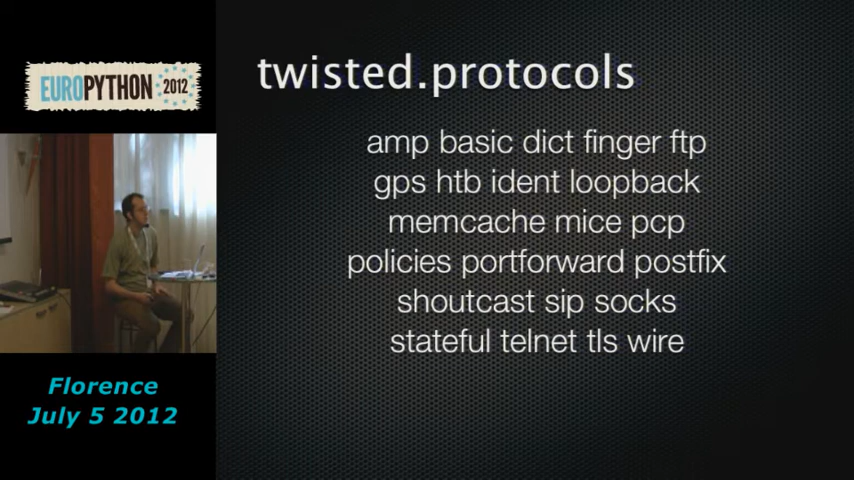 EUROPYTHON 2012
Florence
July 5 2012
twisted.protocols
amp basic dict finger ftp
gps htb ident loopback
memcache mice pcp
policies portforward postfix
shoutcast sip socks
stateful telnet tls wire